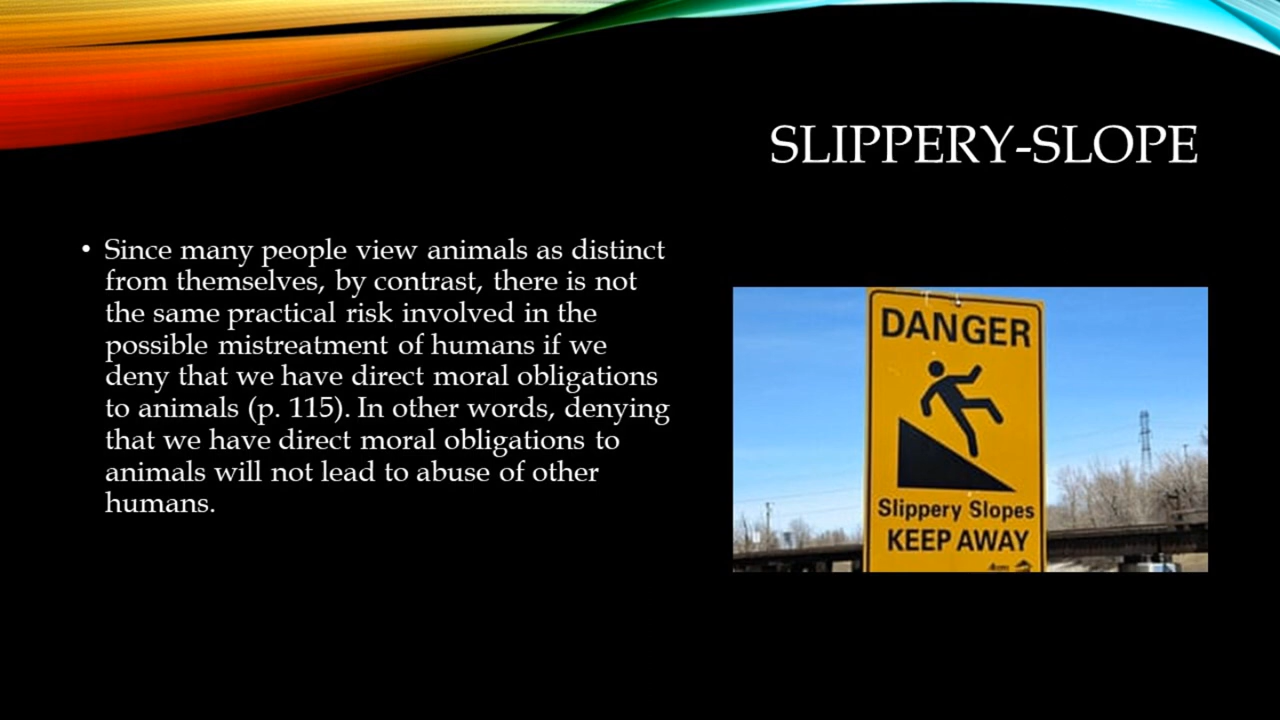 SLIPPERY-SLOPE
• Since many people view animals as distinct
from themselves, by contrast, there is not
the same practical risk involved in the
possible mistreatment of humans if we
deny that we have direct moral obligations
to animals (p. 115). In other words, denying
that we have direct moral obligations to
animals will not lead to abuse of other
humans.
DANGER
Slippery Slopes
KEEP AWAY